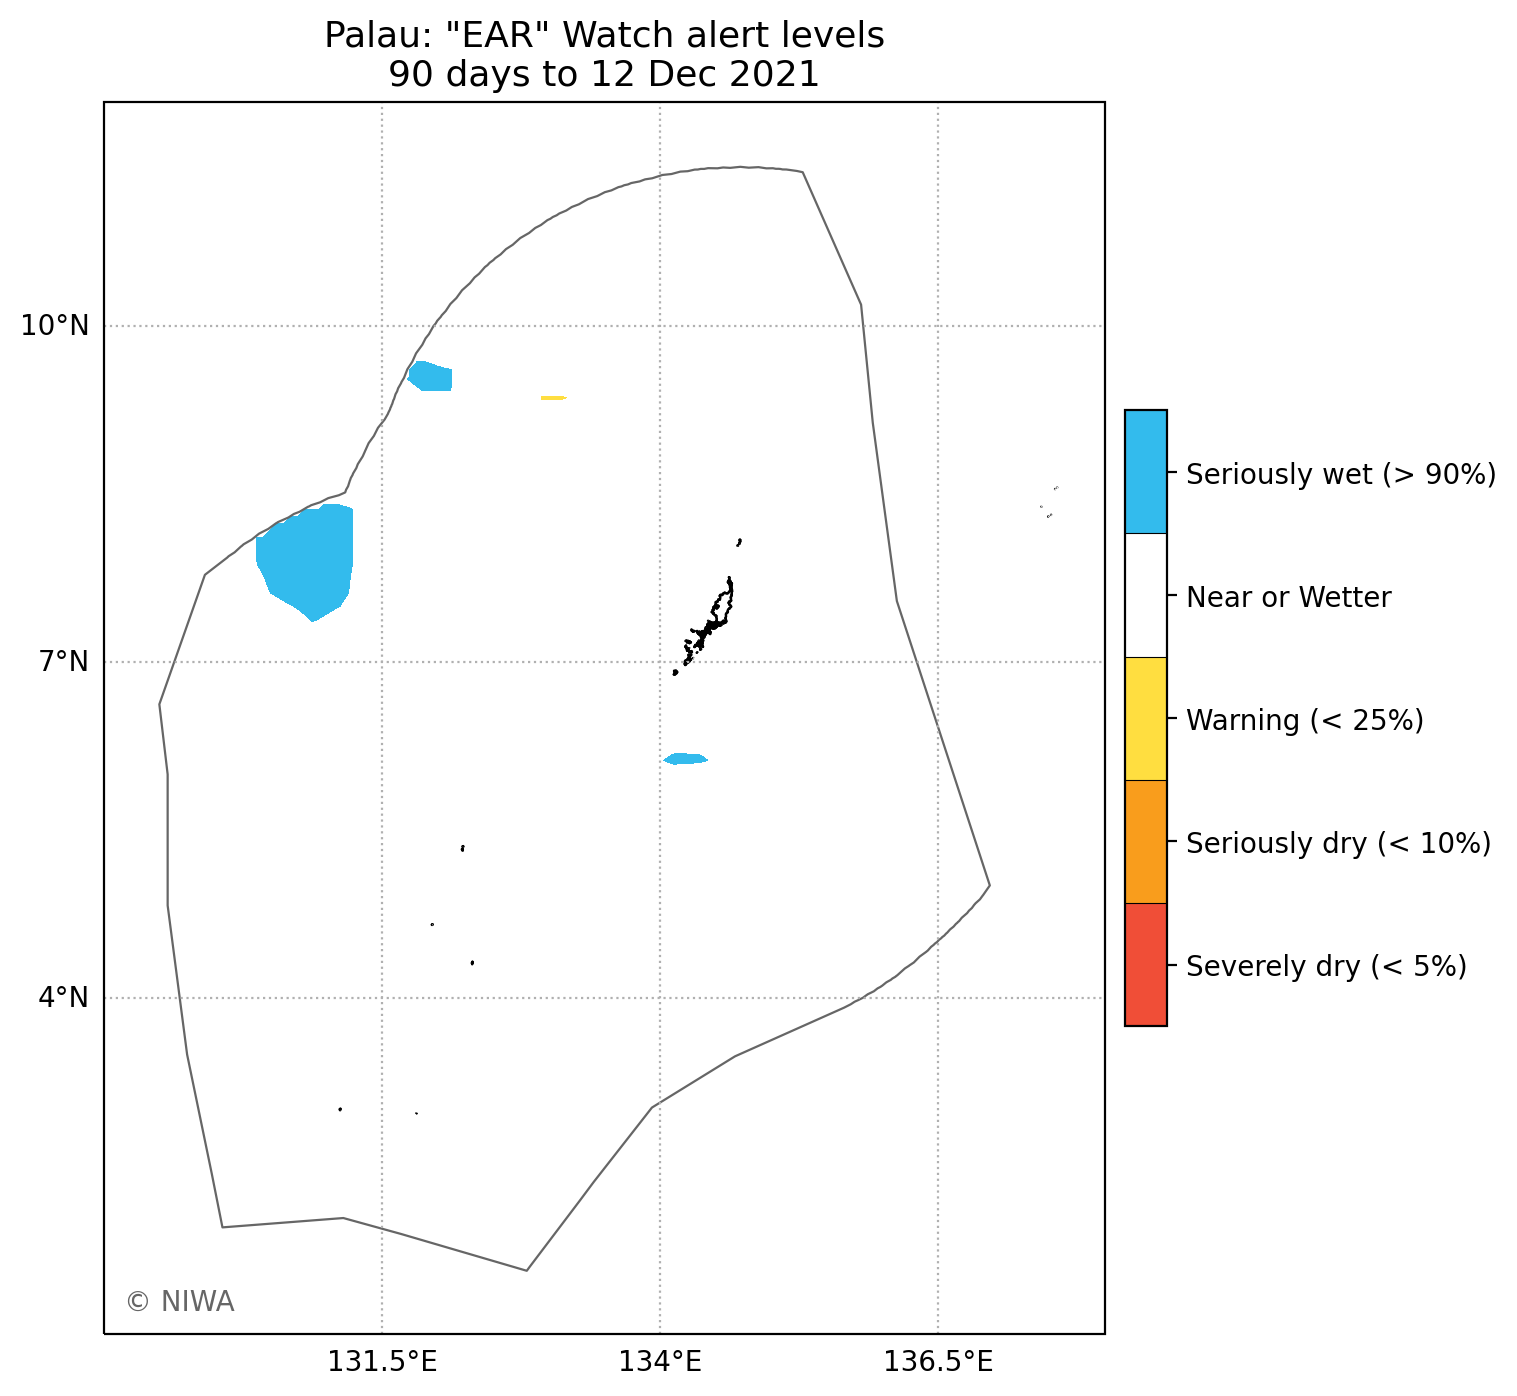 Palau: "EAR" Watch alert levels
90 days to 12 Dec 2021
10°N
7°N
4°N
131.5°E
134°E
136.5°E
© NIWA
Seriously wet (> 90%)
Near or Wetter
Warning (< 25%)
Seriously dry (< 10%)
Severely dry (< 5%)